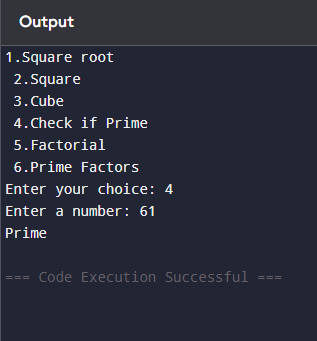 Output
1.Square root
 2.Square
 3.Cube
 4.Check if Prime
 5.Factorial
 6.Prime Factors
Enter your choice: 4
Enter a number: 61
Prime
=== Code Execution Successful ===